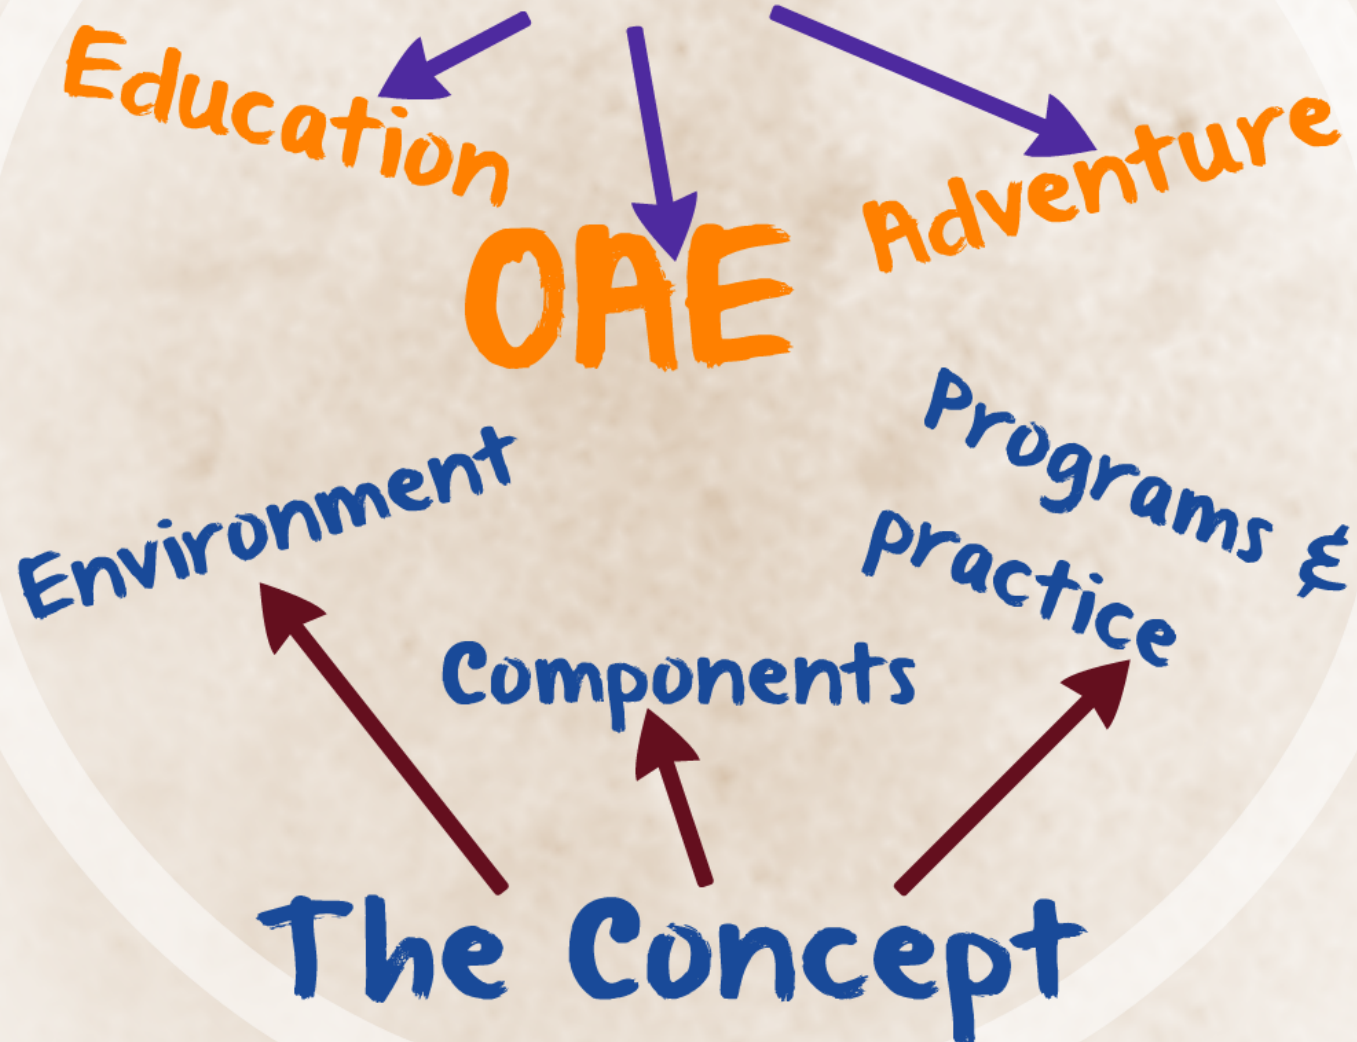 Education
Adventure
OAE
Environment
Programs &
practice
Components
The Concept